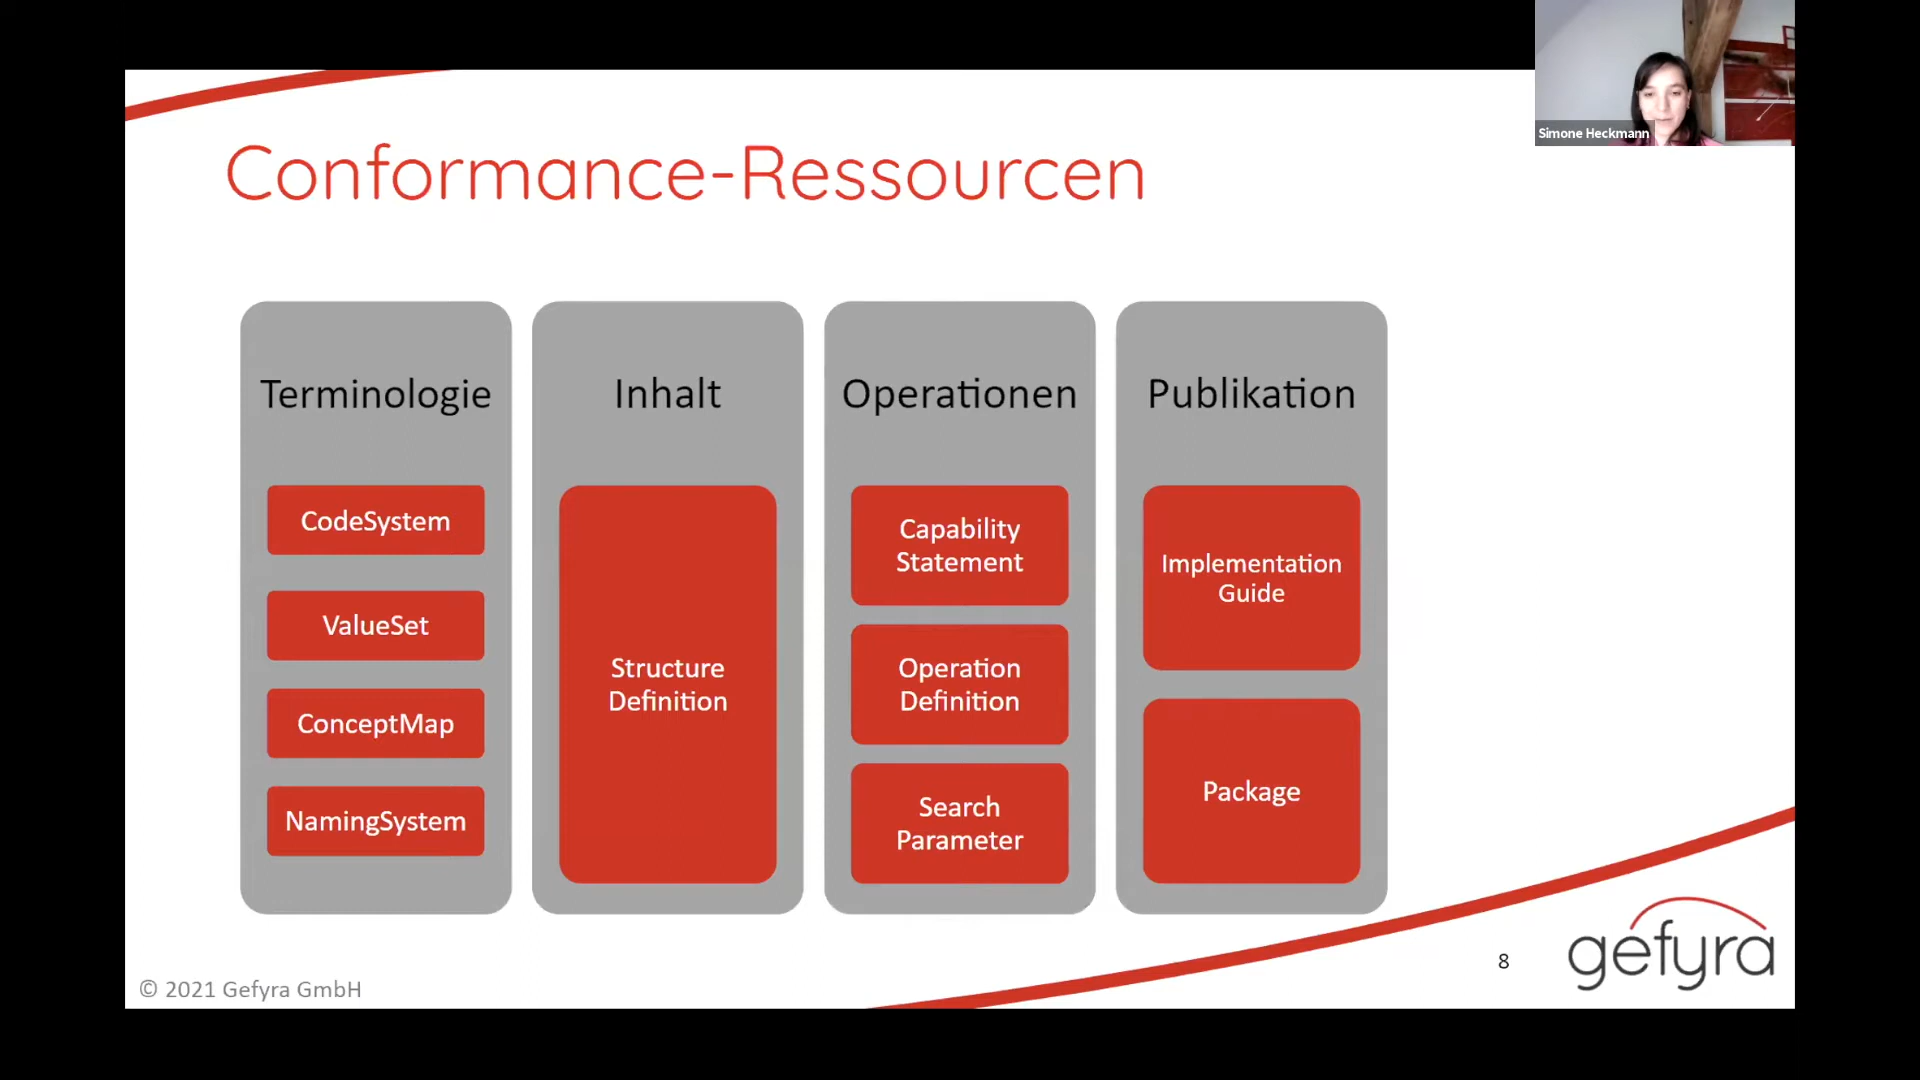 Simone Heckmann
Conformance-Ressourcen
Terminologie
CodeSystem
ValueSet
ConceptMap
NamingSystem
Inhalt
Structure
Definition
Operationen
Capability
Statement
Operation
Definition
Search
Parameter
Publikation
Implementation
Guide
Package
© 2021 Gefyra GmbH
8
gefyra